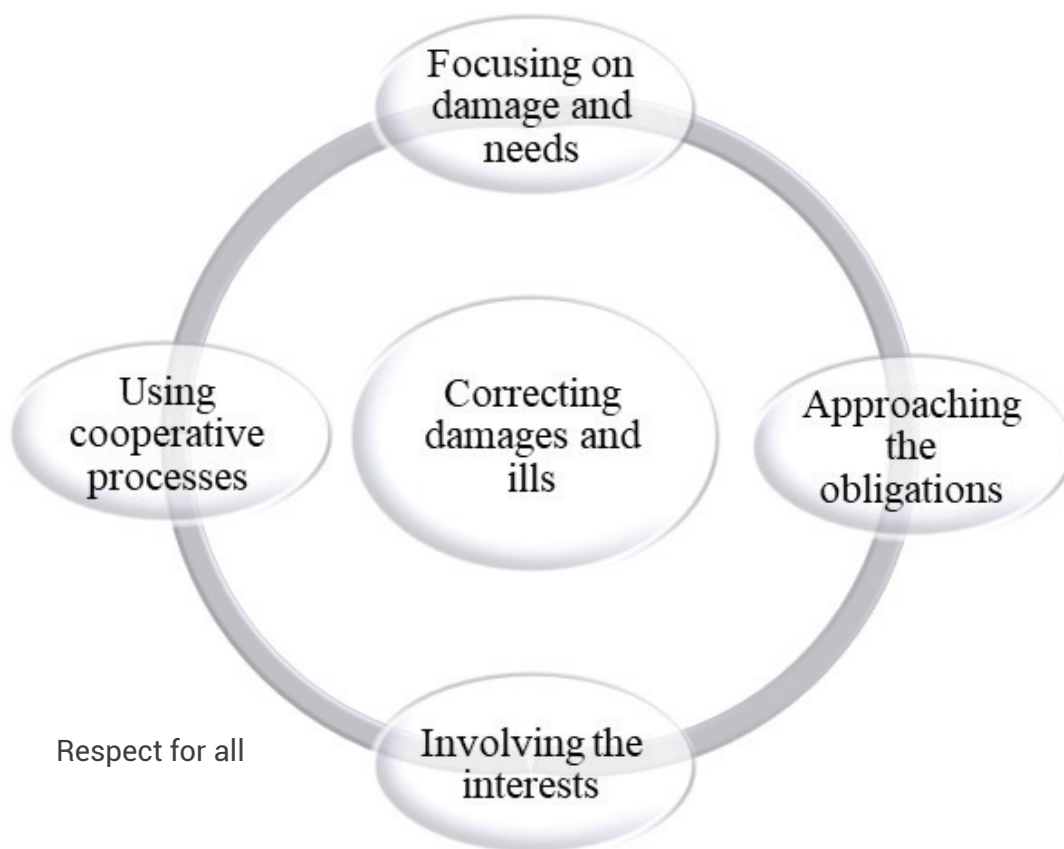 Focusing on
damage and
needs
Using
cooperative
processes
Correcting
damages and
ills
Approaching
the
obligations
Respect for all
Involving the
interests